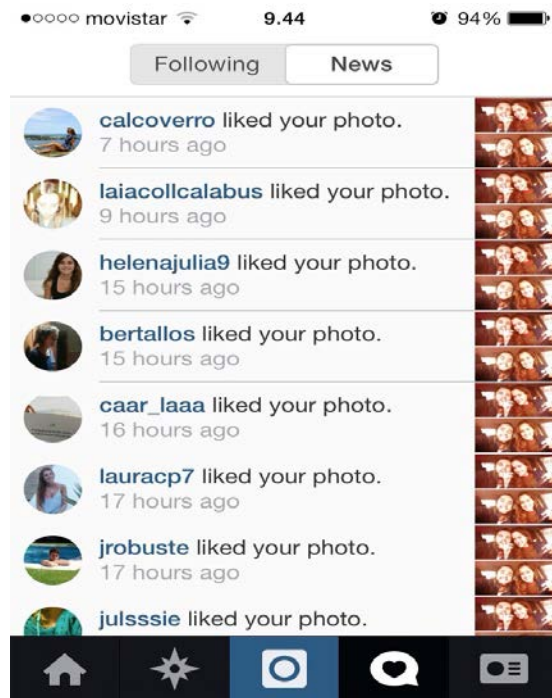 movistar 9.44 94%
Following News
calcoverro liked your photo.
7 hours ago
laiacollcalabus liked your photo.
9 hours ago
helenajulia9 liked your photo.
15 hours ago
bertallos liked your photo.
15 hours ago
caar_laaa liked your photo.
16 hours ago
lauracp7 liked your photo.
17 hours ago
jrobuste liked your photo.
17 hours ago
julsssie liked your photo.